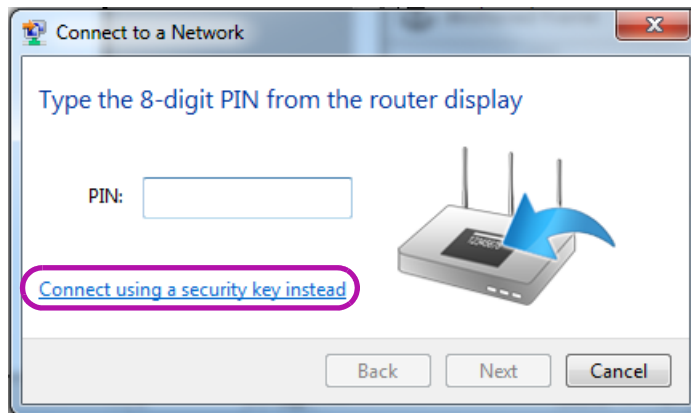 Connect to a Network
Type the 8-digit PIN from the router display
PIN:
12345670
Connect using a security key instead
Back
Next
Cancel